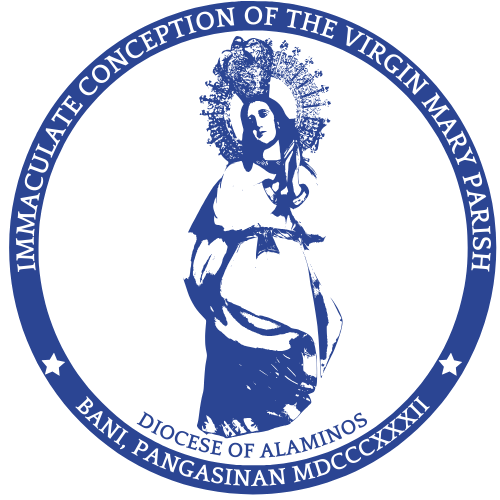 IMMACULATE CONCEPTION OF THE VIRGIN MARY PARISH
DIOCESE OF ALAMINOS
BANI, PANGASINAN MDCCCXXXII